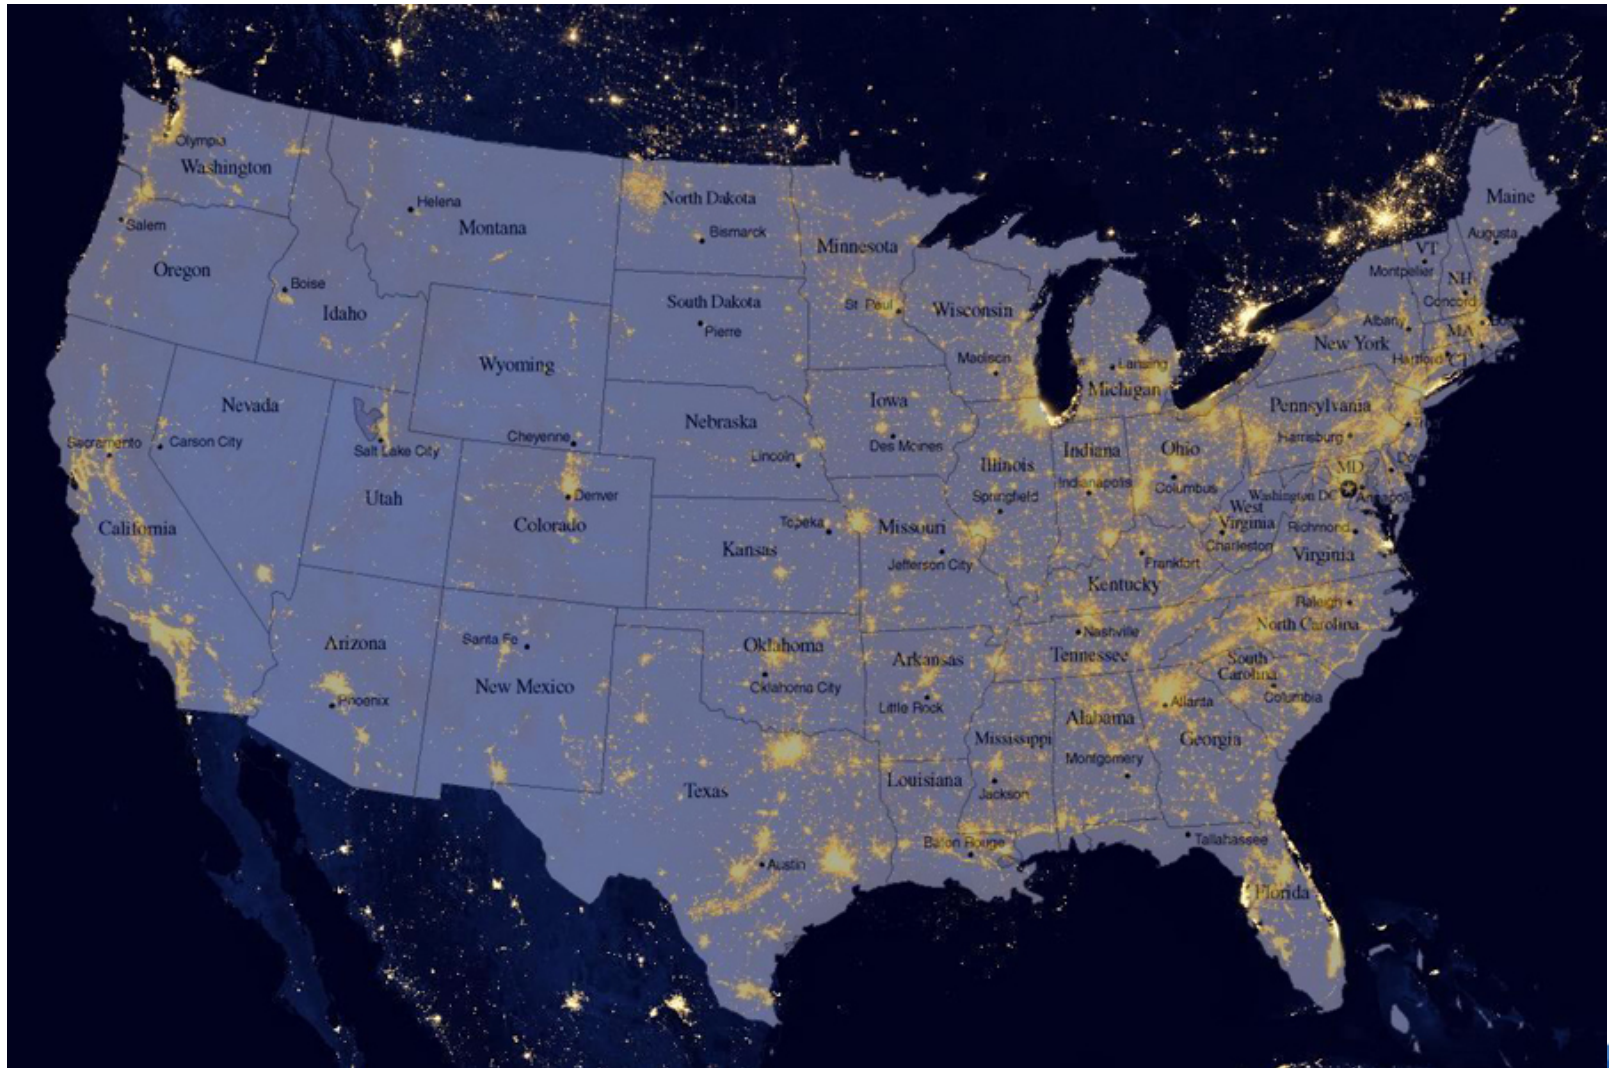 Olympia
Washington
Salem
Oregon
Boise
Idaho
Helena
Montana
North Dakota
Bismarck
Minnesota
St Paul
South Dakota
Pierre
Wisconsin
Madison
Lansing
Michigan
Maine
Augusta
VT
Montpelier
NH
Concord
Albany
MA
New York
Hartford
CT
Wyoming
Nevada
Iowa
Des Moines
Nebraska
Lincoln
Pennsylvania
Harrisburg
Sacramento
Carson City
Salt Lake City
Cheyenne
Utah
Denver
Colorado
California
Illinois
Springfield
Indiana
Indianapolis
Ohio
Columbus
MD
Washington DC
Annapolis
West
Virginia
Charleston
Richmond
Virginia
Topeka
Kansas
Missouri
Jefferson City
Frankfort
Kentucky
Raleigh
North Carolina
Arizona
Phoenix
Santa Fe
New Mexico
Oklahoma
Oklahoma City
Arkansas
Little Rock
Nashville
Tennessee
South
Carolina
Columbia
Atlanta
Georgia
Alabama
Montgomery
Mississippi
Jackson
Louisiana
Baton Rouge
Texas
Austin
Tallahassee
Florida